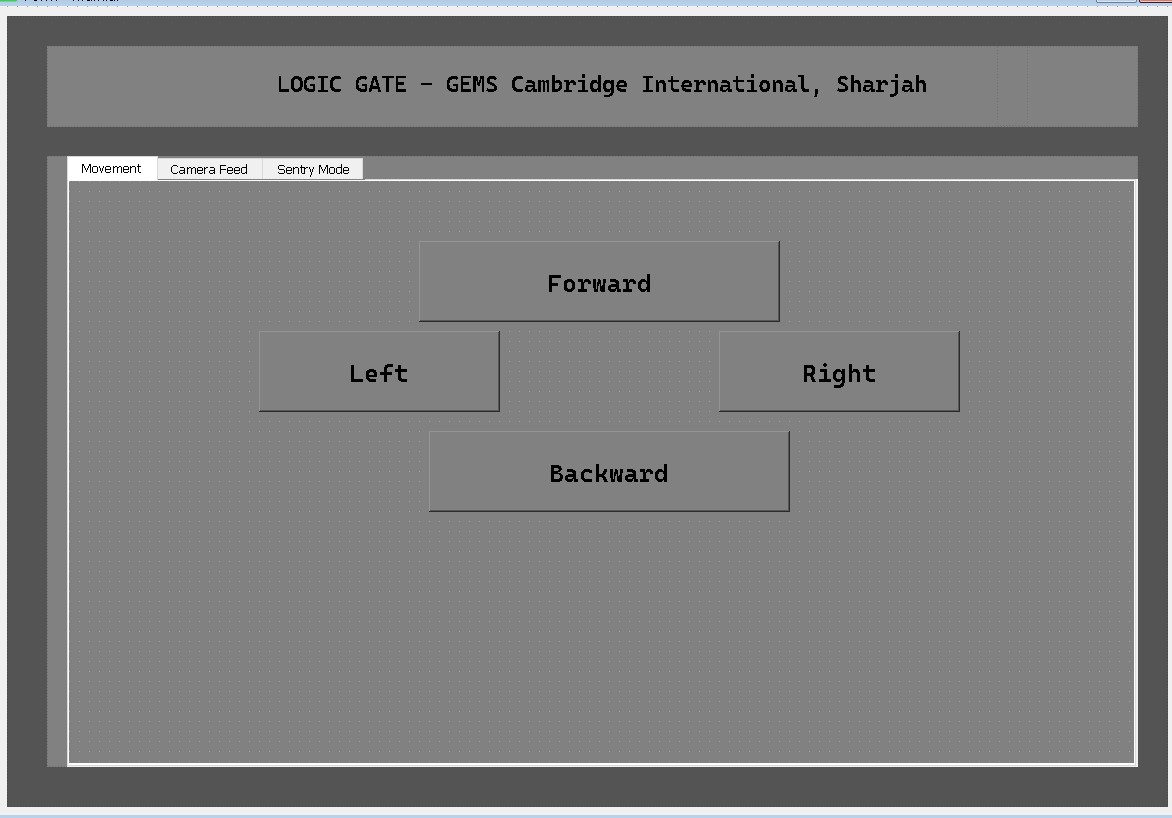 LOGIC GATE - GEMS Cambridge International, Sharjah
Movement
Camera Feed
Sentry Mode
Forward
Left
Right
Backward